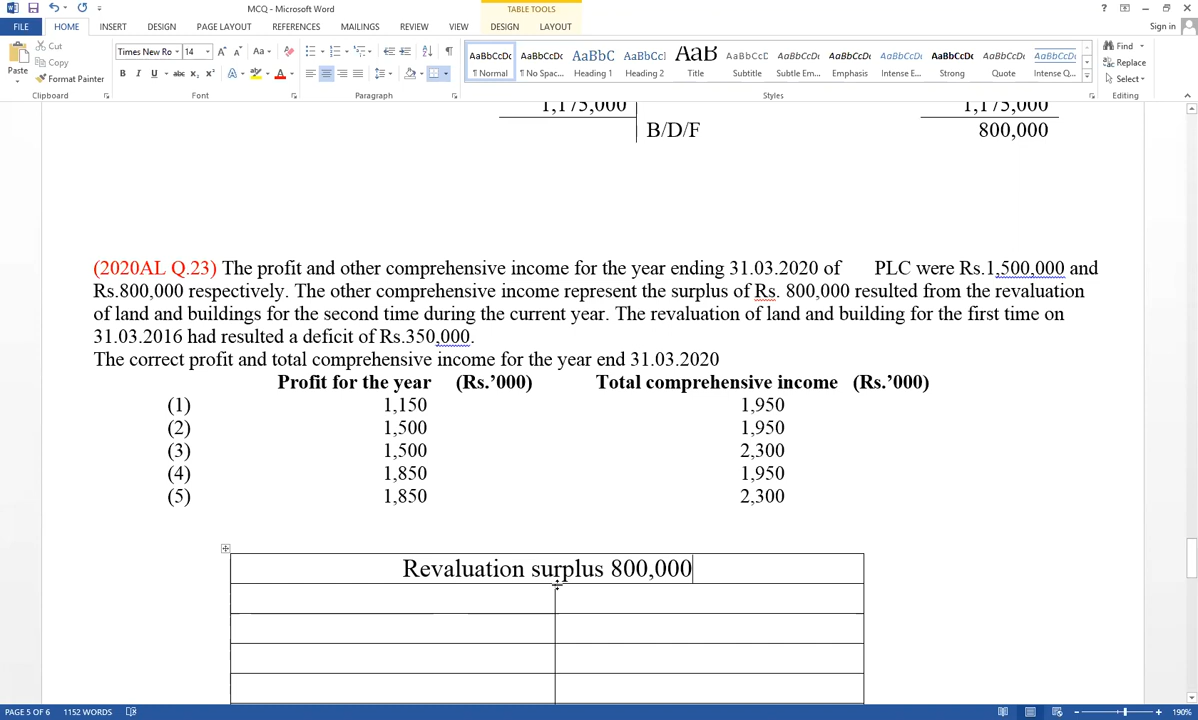 MCQ - Microsoft Word
TABLE TOOLS
Sign in
FILE
HOME
INSERT
DESIGN
PAGE LAYOUT
REFERENCES
MAILINGS
REVIEW
VIEW
DESIGN
LAYOUT
Cut
Copy
Format Painter
Paste
Clipboard
Times New Ro
14
Font
Paragraph
AaBbCcDc AaBbCcDc AaBbC AaBbCcl AaB AaBbCcD AaBbCcDc AaBbCcDc AaBbCcDc AaBbCcDc AaBbCcDc AaBbCcDc
¶ Normal ¶ No Spac... Heading 1 Heading 2 Title Subtitle Subtle Em... Emphasis Intense E... Strong Quote Intense Q...
Styles
Find
Replace
Select
Editing
1,175,000 1,175,000
B/D/F 800,000
(2020AL Q.23) The profit and other comprehensive income for the year ending 31.03.2020 of PLC were Rs.1,500,000 and
Rs.800,000 respectively. The other comprehensive income represent the surplus of Rs. 800,000 resulted from the revaluation
of land and buildings for the second time during the current year. The revaluation of land and building for the first time on
31.03.2016 had resulted a deficit of Rs.350,000.
The correct profit and total comprehensive income for the year end 31.03.2020
Profit for the year (Rs.’000) Total comprehensive income (Rs.’000)
(1) 1,150 1,950
(2) 1,500 1,950
(3) 1,500 2,300
(4) 1,850 1,950
(5) 1,850 2,300
Revaluation surplus 800,000
PAGE 5 OF 6 1152 WORDS
190%